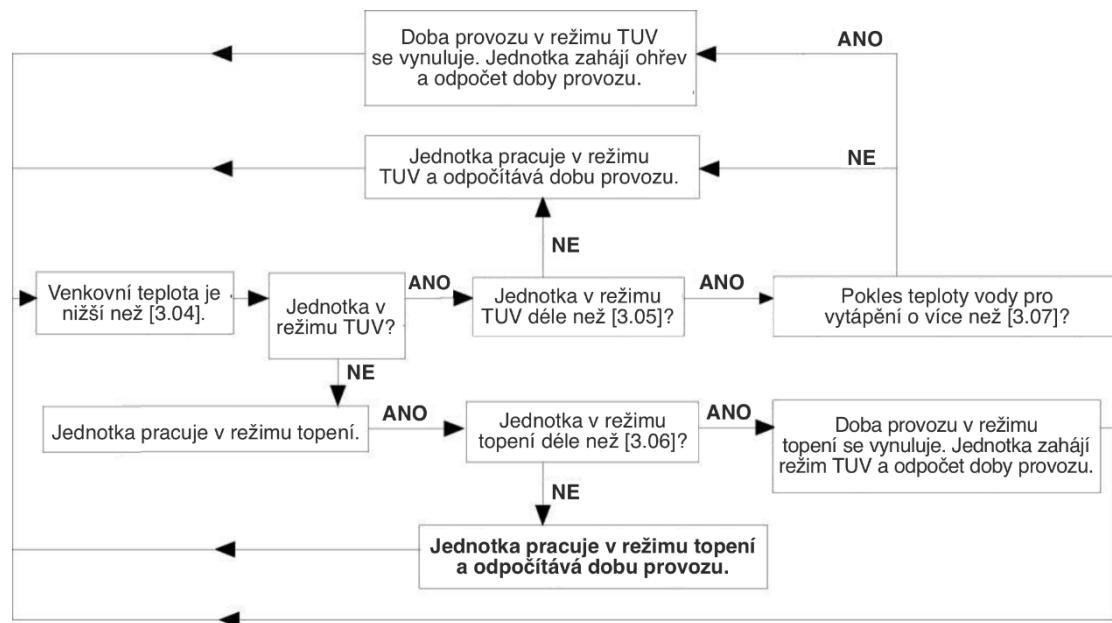 Doba provozu v režimu TUV
se vynuluje. Jednotka zahájí ohřev
a odpočet doby provozu.
ANO
Jednotka pracuje v režimu
TUV a odpočítává dobu provozu.
NE
NE
Venkovní teplota je
nižší než [3.04].
Jednotka v
režimu TUV?
ANO
Jednotka v režimu
TUV déle než [3.05]?
ANO
Pokles teploty vody pro
vytápění o více než [3.07]?
NE
Jednotka pracuje v režimu topení.
ANO
Jednotka v režimu
topení déle než [3.06]?
ANO
Doba provozu v režimu
topení se vynuluje. Jednotka zahájí
režim TUV a odpočet doby provozu.
NE
Jednotka pracuje v režimu topení
a odpočítává dobu provozu.